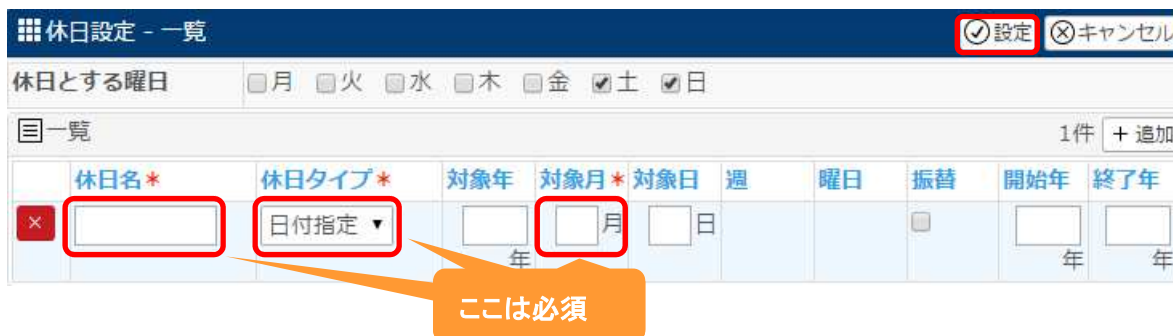 休日設定 - 一覧 設定 キャンセル
休日とする曜日 月 火 水 木 金 土 日
一覧 1件 + 追加
休日名* 休日タイプ* 対象年 対象月* 対象日 週 曜日 振替 開始年 終了年
× 日付指定 ▼ 年 月 日 年 年
ここは必須